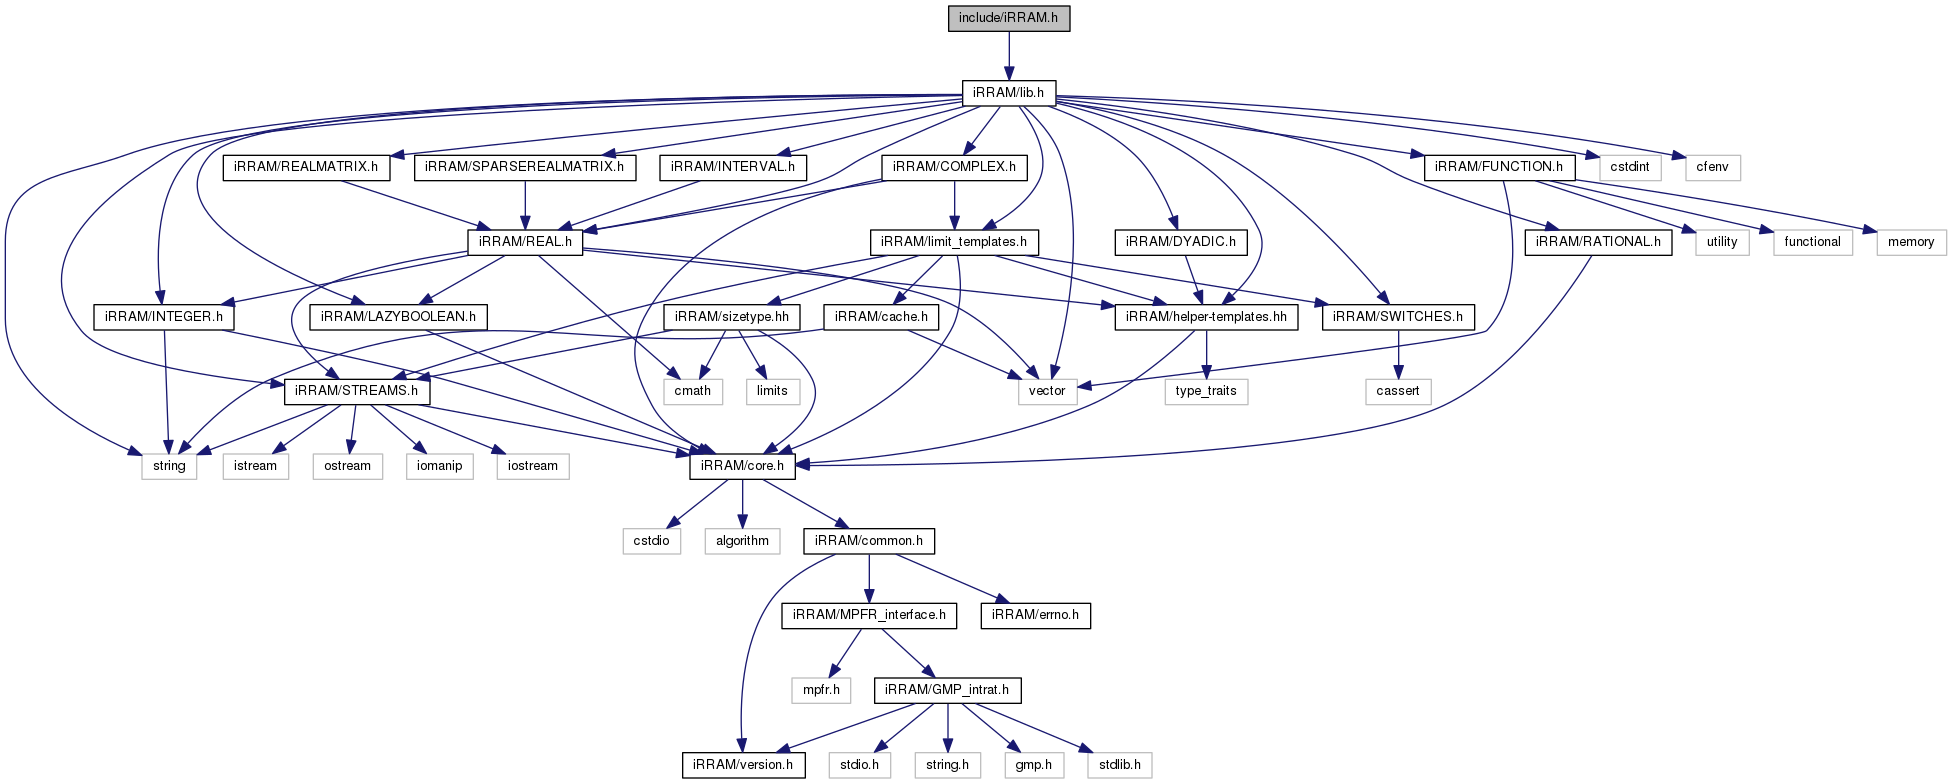 include/iRRAM.h
iRRAM/lib.h
iRRAM/REALMATRIX.h
iRRAM/SPARSEREALMATRIX.h
iRRAM/INTERVAL.h
iRRAM/COMPLEX.h
iRRAM/FUNCTION.h
cstdint
cfenv
iRRAM/REAL.h
iRRAM/limit_templates.h
iRRAM/DYADIC.h
iRRAM/RATIONAL.h
utility
functional
memory
iRRAM/INTEGER.h
iRRAM/LAZYBOOLEAN.h
iRRAM/sizetype.hh
iRRAM/cache.h
iRRAM/helper-templates.hh
iRRAM/SWITCHES.h
iRRAM/STREAMS.h
cmath
limits
vector
type_traits
cassert
string
istream
ostream
iomanip
iostream
iRRAM/core.h
cstdio
algorithm
iRRAM/common.h
iRRAM/MPFR_interface.h
iRRAM/errno.h
mpfr.h
iRRAM/GMP_intrat.h
iRRAM/version.h
stdio.h
string.h
gmp.h
stdlib.h